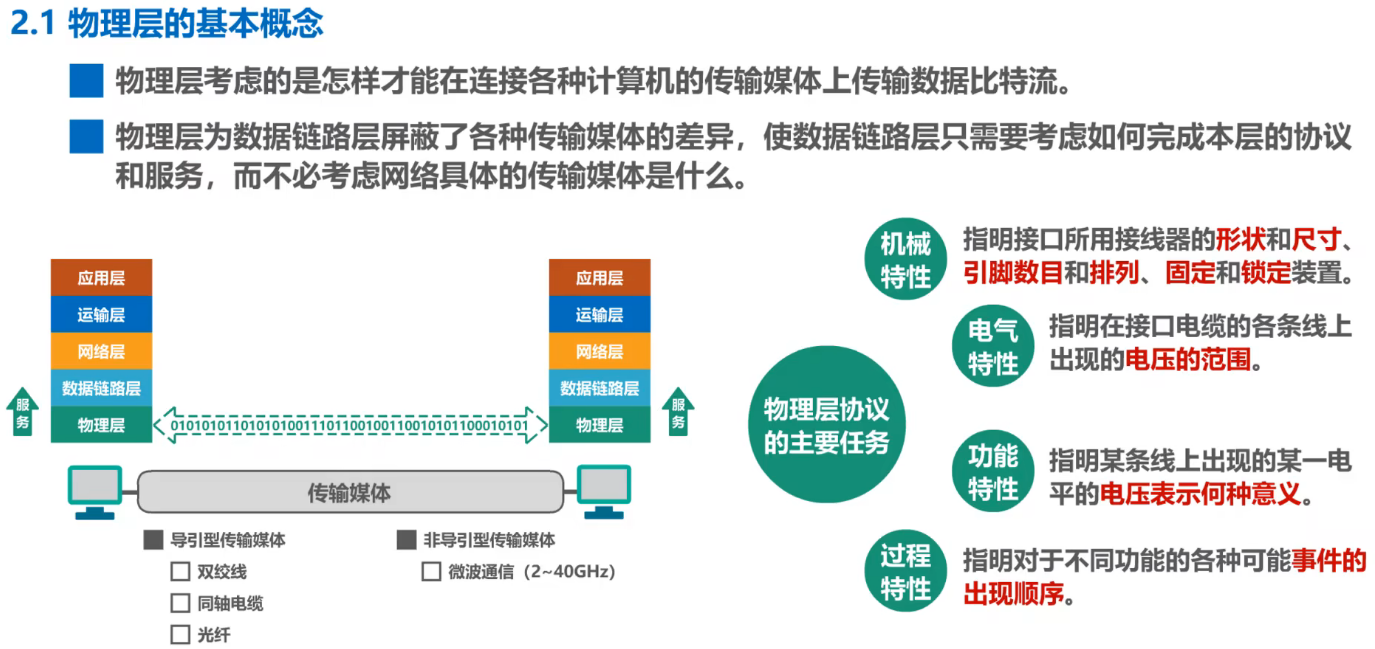 2.1 物理层的基本概念
物理层考虑的是怎样才能在连接各种计算机的传输媒体上传输数据比特流。
物理层为数据链路层屏蔽了各种传输媒体的差异，使数据链路层只需要考虑如何完成本层的协议
和服务，而不必考虑网络具体的传输媒体是什么。
应用层
运输层
网络层
数据链路层
物理层
服务
010101011010101001110110010011001010110001010​1
应用层
运输层
网络层
数据链路层
物理层
服务
传输媒体
导引型传输媒体
双绞线
同轴电缆
光纤
非导引型传输媒体
微波通信（2~40GHz）
物理层协议
的主要任务
机械
特性
指明接口所用接线器的形状和尺寸、
引脚数目和排列、固定和锁定装置。
电气
特性
指明在接口电缆的各条线上
出现的电压的范围。
功能
特性
指明某条线上出现的某一电
平的电压表示何种意义。
过程
特性
指明对于不同功能的各种可能事件的
出现顺序。